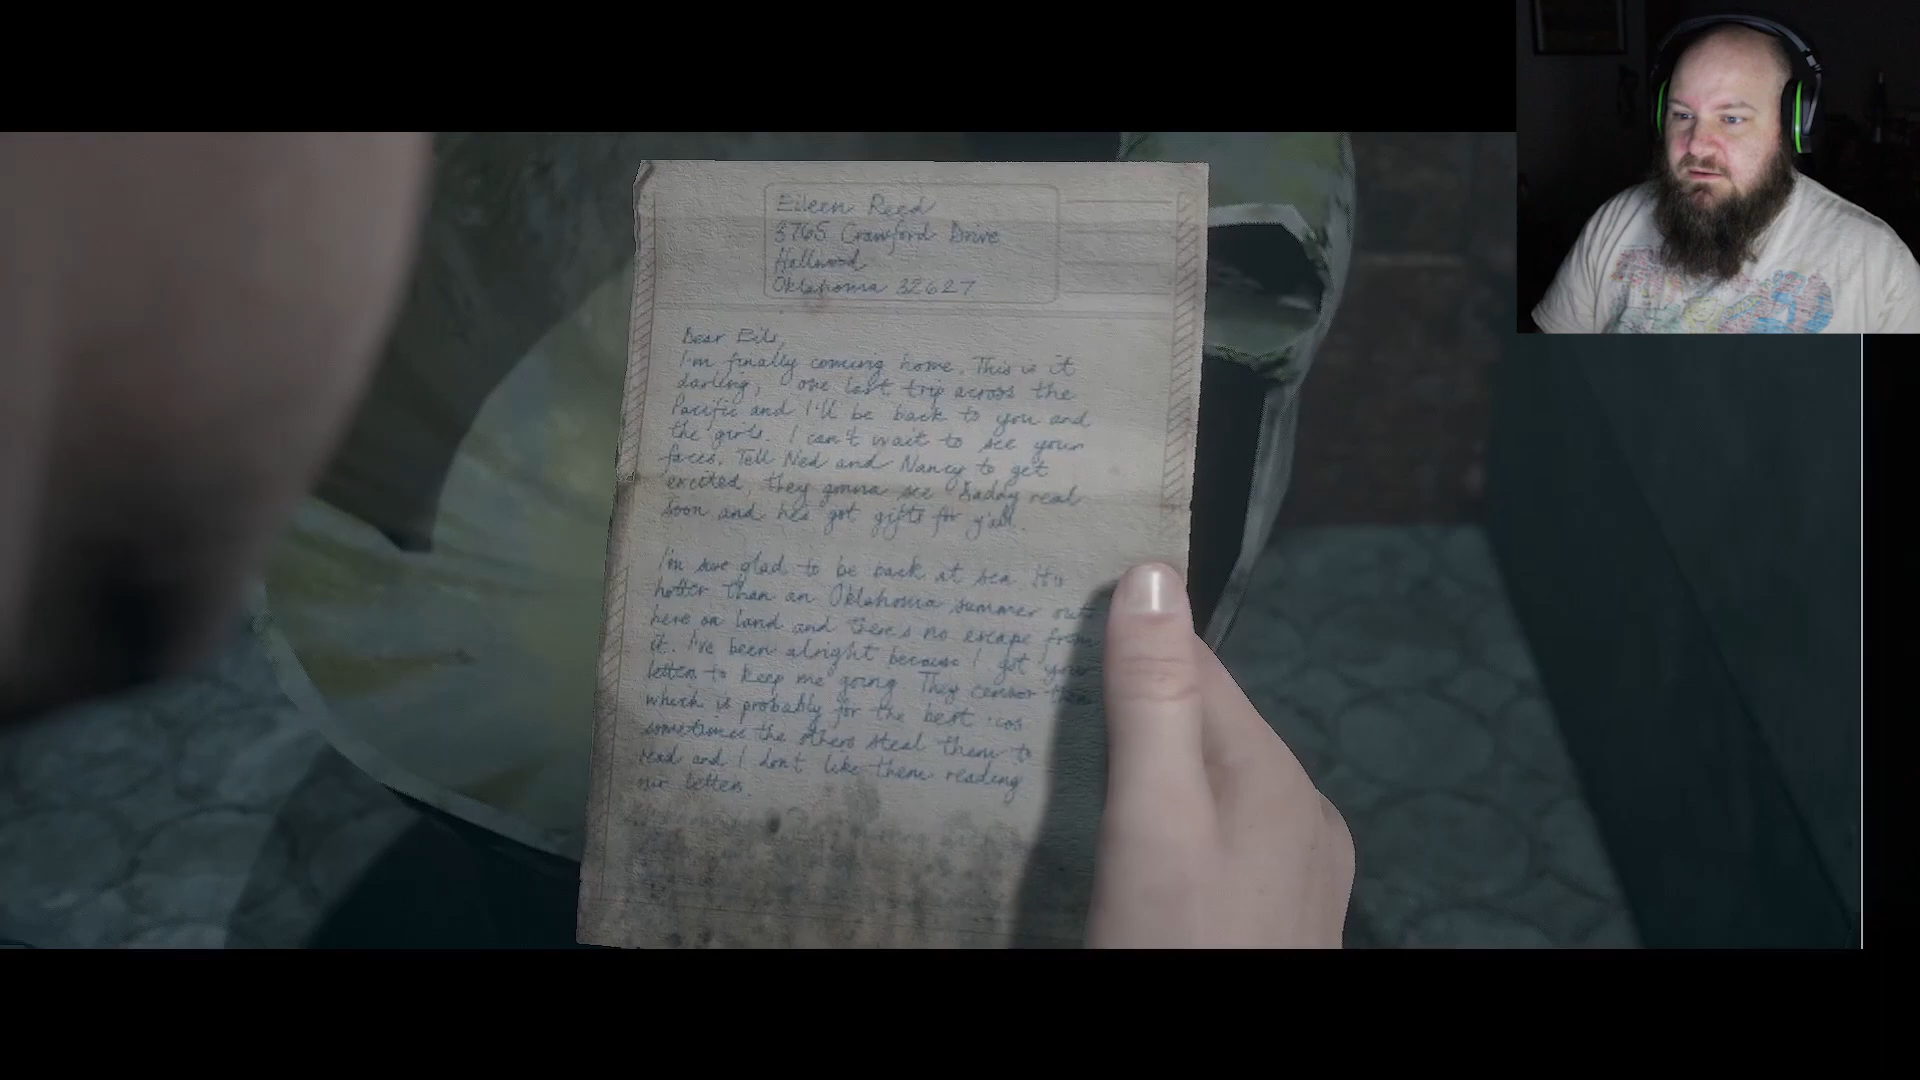 Eileen Reed
3765 Crawford Drive
Hallwood
Oklahoma 32627
Dear Eils,
I'm finally coming home. This is it
darling, one last trip across the
Pacific and I'll be back to you and
the girls. I can't wait to see your
faces. Tell Ned and Nancy to get
excited, they gonna see Daddy real
soon and he's got gifts for y'all.
I'm sure glad to be back at sea. It's
hotter than an Oklahoma summer out
here on land and there's no escape from
it. I've been alright because I got your
letters to keep me going They censor
which is probably for the best 'cos
sometimes the others steal them to
read and I don't like them reading
our letters.